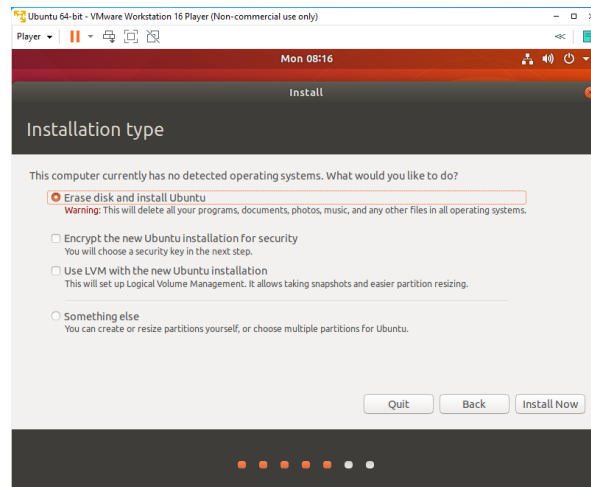 Ubuntu 64-bit - VMware Workstation 16 Player (Non-commercial use only)
Player
Mon 08:16
Install
Installation type
This computer currently has no detected operating systems. What would you like to do?
Erase disk and install Ubuntu
Warning: This will delete all your programs, documents, photos, music, and any other files in all operating systems.
Encrypt the new Ubuntu installation for security
You will choose a security key in the next step.
Use LVM with the new Ubuntu installation
This will set up Logical Volume Management. It allows taking snapshots and easier partition resizing.
Something else
You can create or resize partitions yourself, or choose multiple partitions for Ubuntu.
Quit Back Install Now